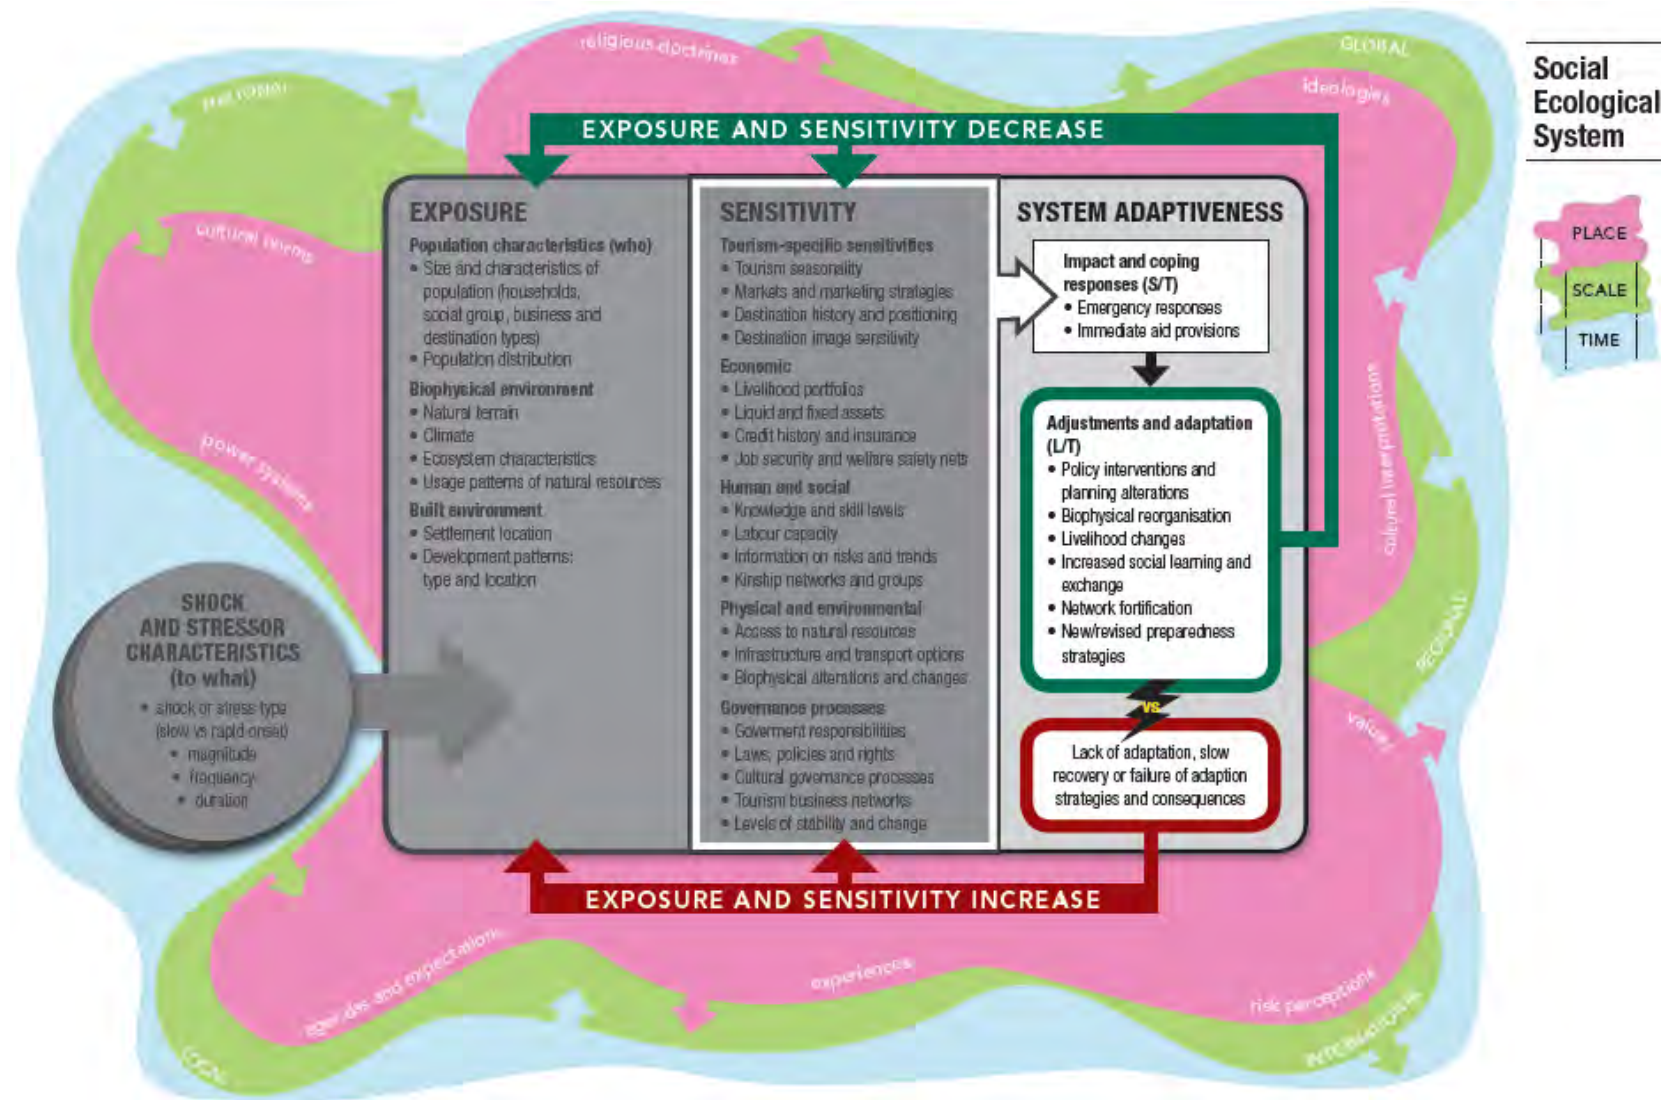 religious doctrines
GLOBAL
ideologies
NATIONAL
cultural norms
power systems
Social
Ecological
System
PLACE
SCALE
TIME
EXPOSURE AND SENSITIVITY DECREASE
SHOCK
AND STRESSOR
CHARACTERISTICS
(to what)
• shock or stress type
(slow vs rapid onset)
• magnitude
• frequency
• duration
EXPOSURE
Population characteristics (who)
• Size and characteristics of
population (households,
social group, business and
destination types)
• Population distribution
Biophysical environment
• Natural terrain
• Climate
• Ecosystem characteristics
• Usage patterns of natural resources
Built environment
• Settlement location
• Development patterns:
type and location
SENSITIVITY
Tourism-specific sensitivities
• Tourism seasonality
• Markets and marketing strategies
• Destination history and positioning
• Destination image sensitivity
Economic
• Livelihood portfolios
• Liquid and fixed assets
• Credit history and insurance
• Job security and welfare safety nets
Human and social
• Knowledge and skill levels
• Labour capacity
• Information on risks and trends
• Kinship networks and groups
Physical and environmental
• Access to natural resources
• Infrastructure and transport options
• Biophysical alterations and changes
Governance processes
• Goverment responsibilities
• Laws, policies and rights
• Cultural governance processes
• Tourism business networks
• Levels of stability and change
SYSTEM ADAPTIVENESS
Impact and coping
responses (S/T)
• Emergency responses
• Immediate aid provisions
Adjustments and adaptation
(L/T)
• Policy interventions and
planning alterations
• Biophysical reorganisation
• Livelihood changes
• Increased social learning and
exchange
• Network fortification
• New/revised preparedness
strategies
vs
Lack of adaptation, slow
recovery or failure of adaption
strategies and consequences
EXPOSURE AND SENSITIVITY INCREASE
cultural interpretations
REGIONAL
values
agendas and expectations
experiences
risk perceptions
LOCAL
INTERNATIONAL